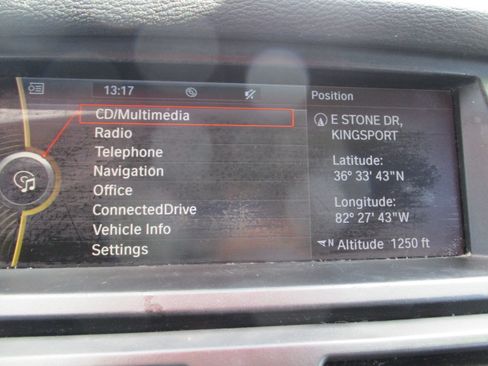 13:17
CD/Multimedia
Radio
Telephone
Navigation
Office
ConnectedDrive
Vehicle Info
Settings
Position
E STONE DR,
KINGSPORT
Latitude:
36° 33' 43"N
Longitude:
82° 27' 43"W
N Altitude 1250 ft